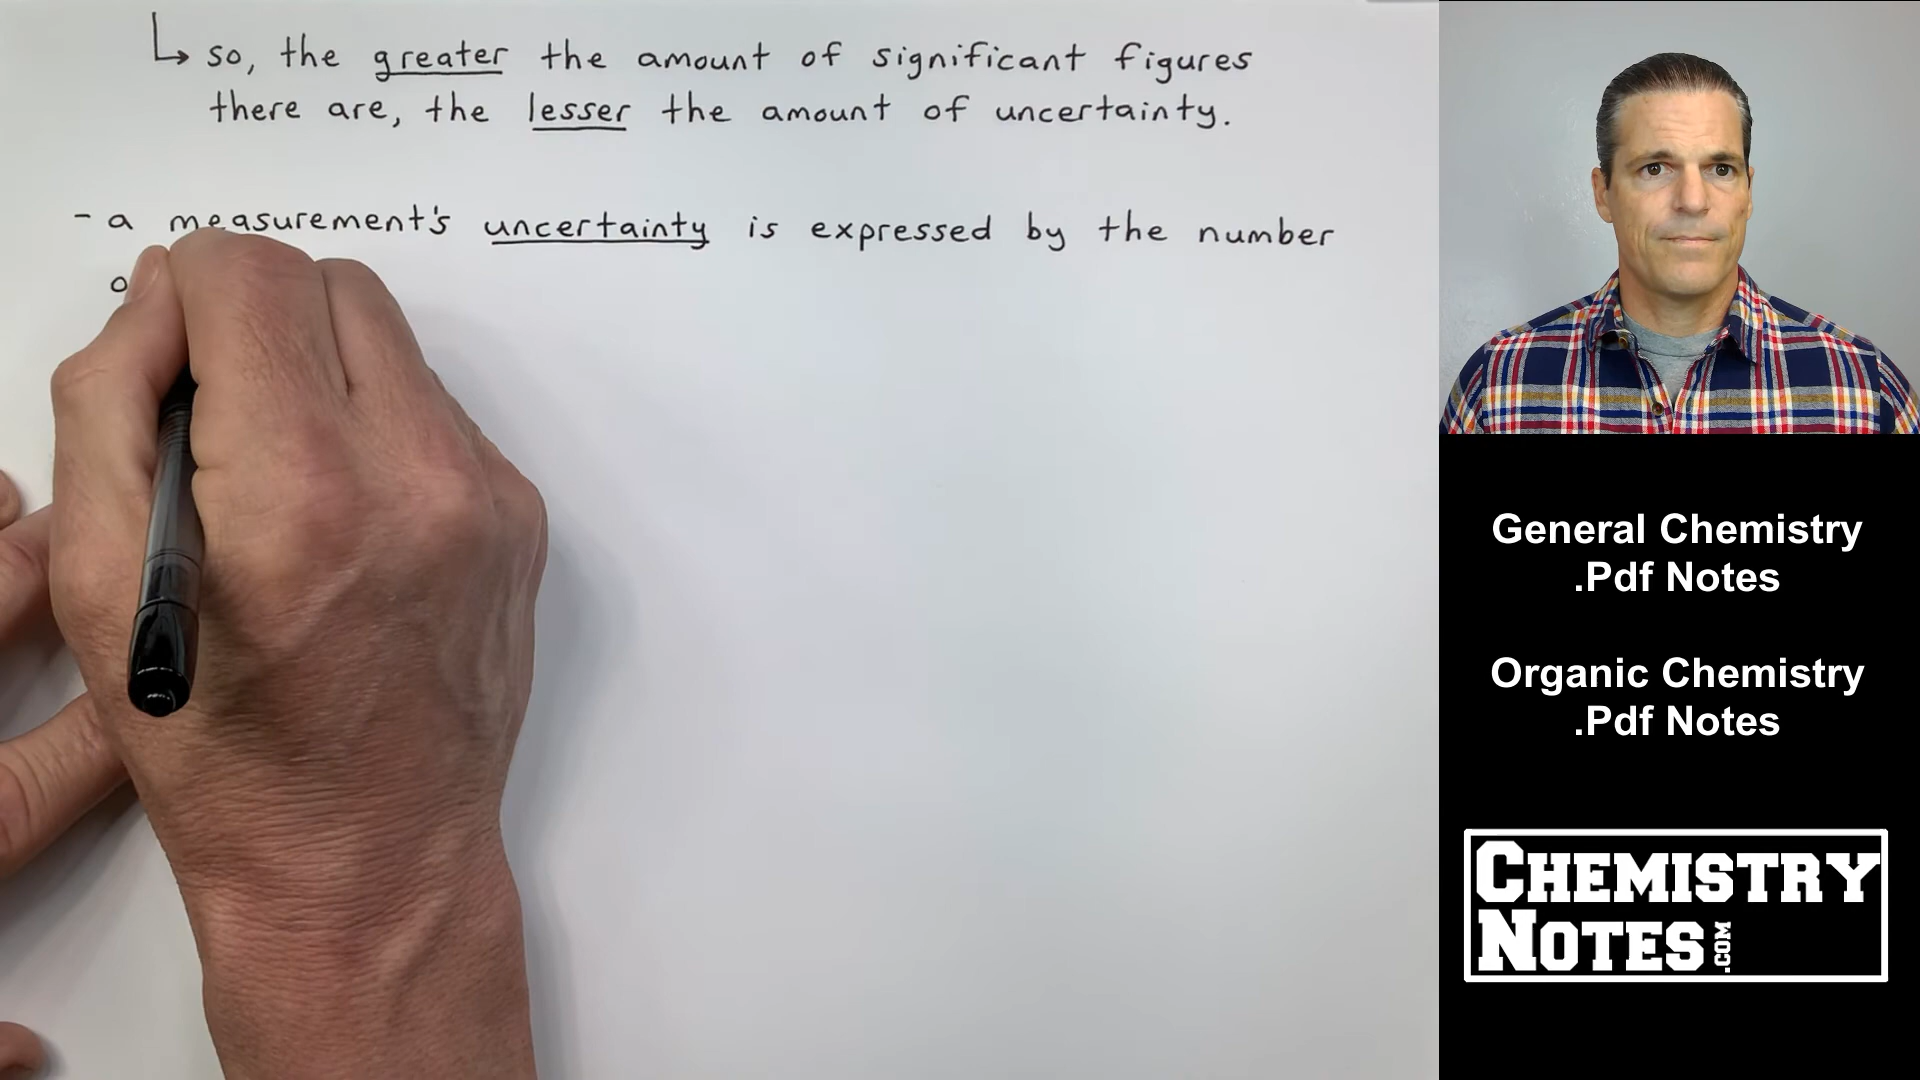 so, the greater the amount of significant figures
there are, the lesser the amount of uncertainty.
- a measurement's uncertainty is expressed by the number
o
General Chemistry
.Pdf Notes
Organic Chemistry
.Pdf Notes
CHEMISTRY
NOTES.COM